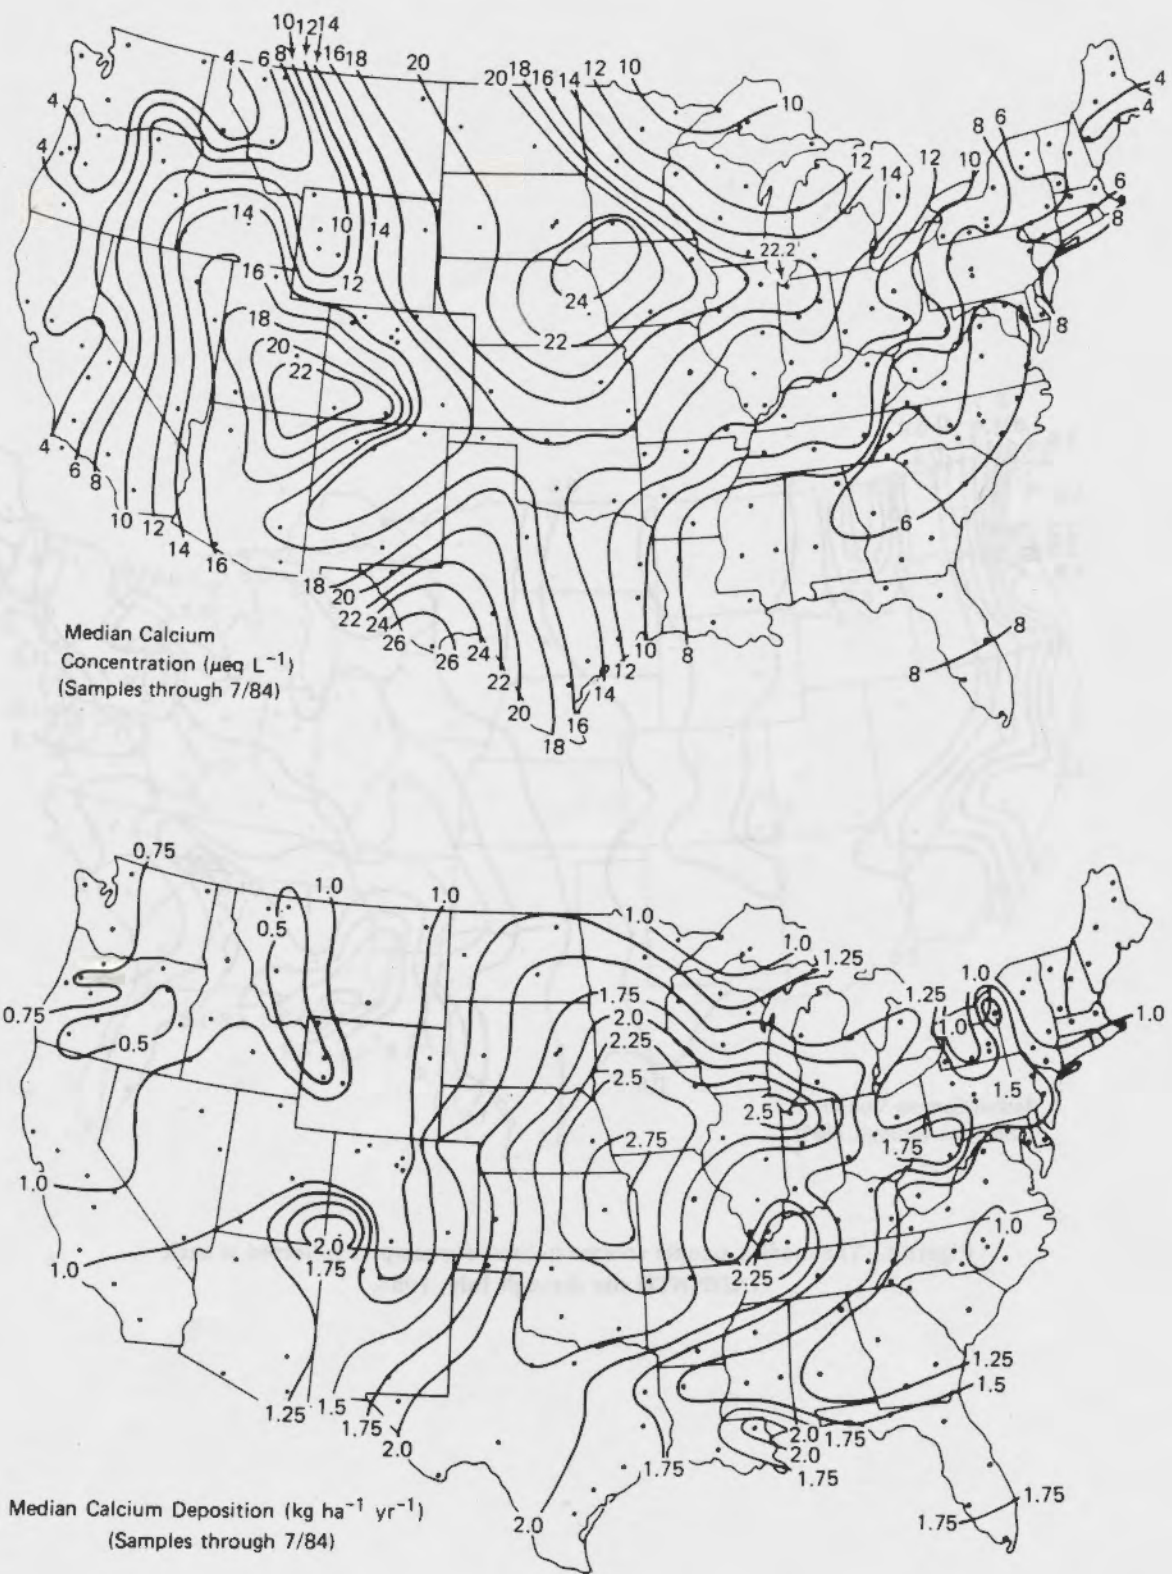 10 12 14
4 6 8 16 18 20 20 18 16 14 12 10
4 10 4
4 8 6 4
4 12 14 12 10 6
14 10 14 8
22.2
16 12 24
18 8
20 22
22
4 6 8
10 12 14 16
6
18 20 22 24 26 26 24 22 20 18 16 14 12 10 8
8
8
Median Calcium
Concentration (μeq L⁻¹)
(Samples through 7/84)
0.75
1.0 1.0 1.0
0.5 1.0 1.25
0.75 1.75 1.25 1.0 1.0
0.5 2.0 1.0
2.25 1.5
2.5 2.5
2.75 1.75
1.0
1.0
2.0
1.0 1.75 2.25
1.25 1.5 1.75 2.0
1.25
1.5
2.0 1.75
2.0
1.75 1.75
2.0
1.75
1.75
Median Calcium Deposition (kg ha⁻¹ yr⁻¹)
(Samples through 7/84)